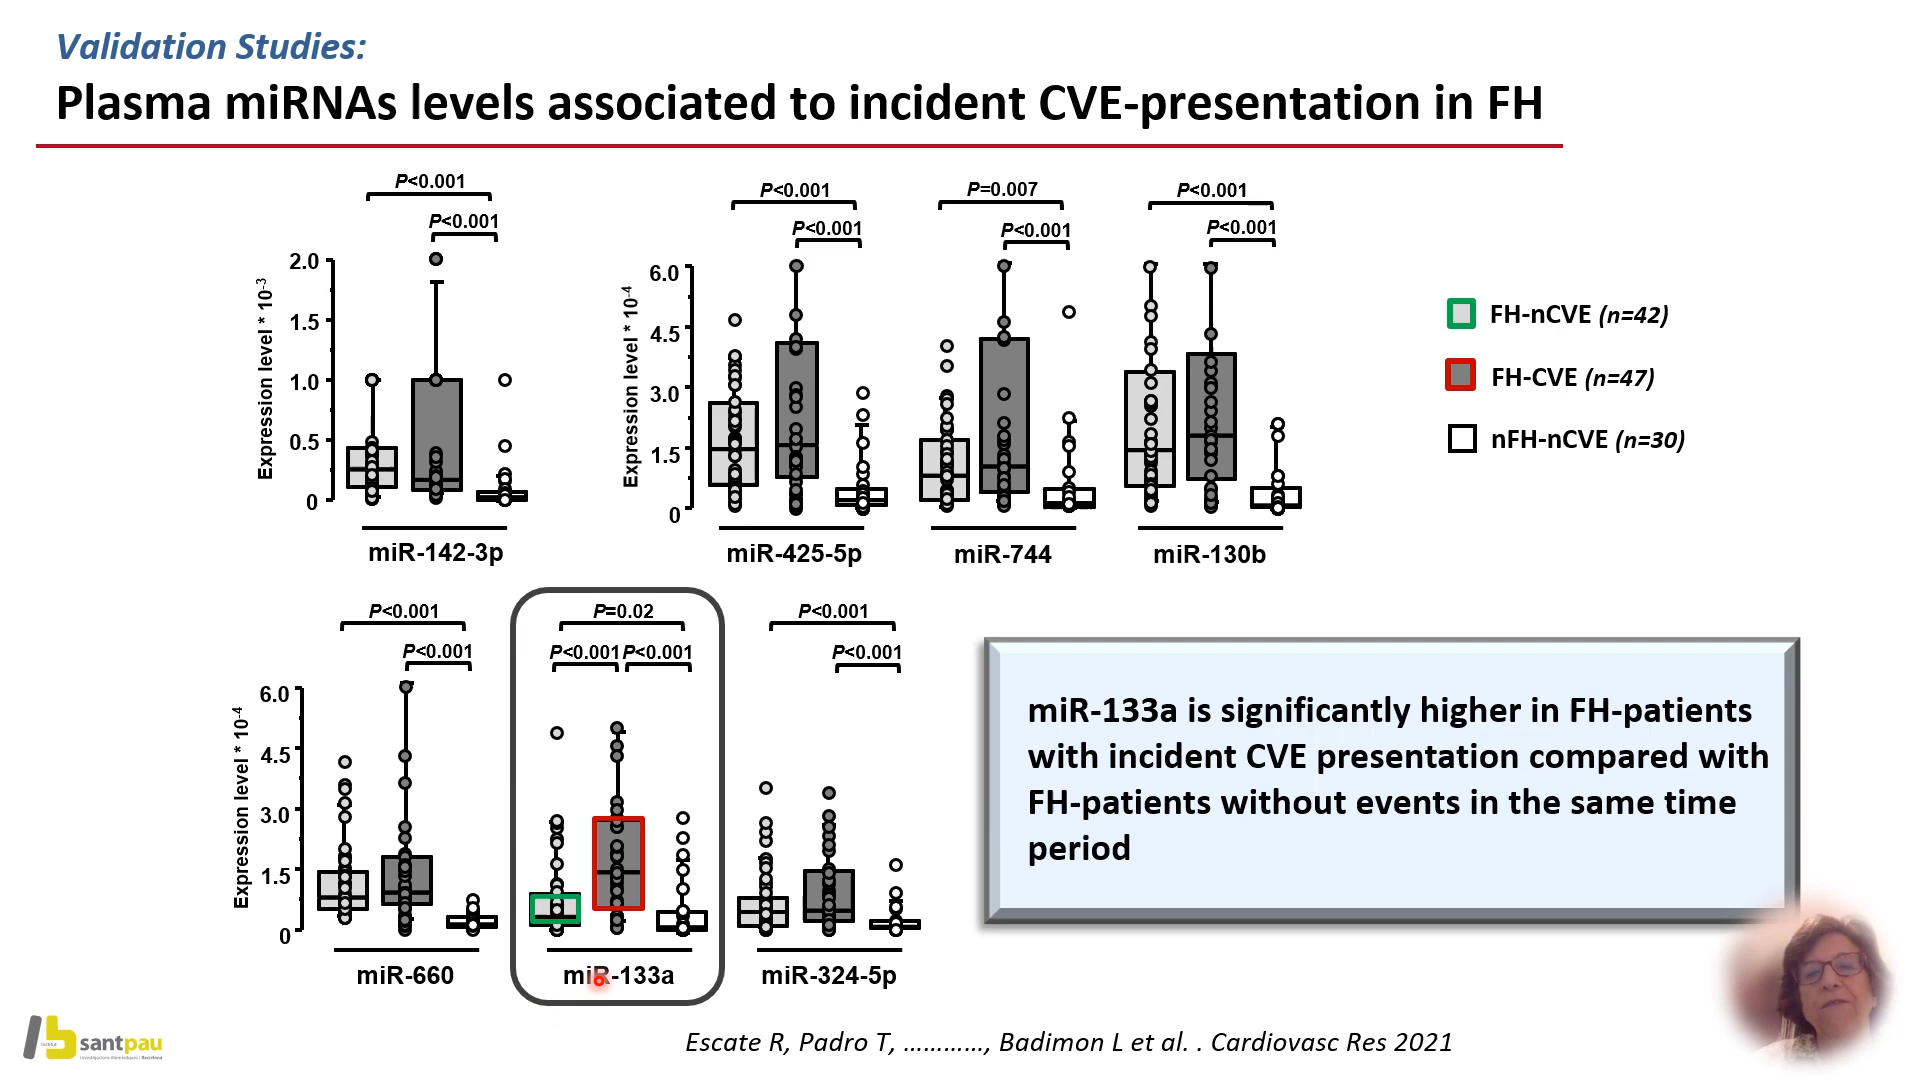 Validation Studies:
Plasma miRNAs levels associated to incident CVE-presentation in FH
P<0.001
P<0.001
2.0
1.5
1.0
0.5
0
Expression level * 10-3
miR-142-3p
P<0.001
P<0.001
P=0.007
P<0.001
P<0.001
P<0.001
6.0
4.5
3.0
1.5
0
Expression level * 10-4
miR-425-5p
miR-744
miR-130b
FH-nCVE (n=42)
FH-CVE (n=47)
nFH-nCVE (n=30)
P<0.001
P<0.001
P=0.02
P<0.001 P<0.001
P<0.001
P<0.001
6.0
4.5
3.0
1.5
0
Expression level * 10-4
miR-660
miR-133a
miR-324-5p
miR-133a is significantly higher in FH-patients
with incident CVE presentation compared with
FH-patients without events in the same time
period
santpau
Escate R, Padro T, …………, Badimon L et al. . Cardiovasc Res 2021